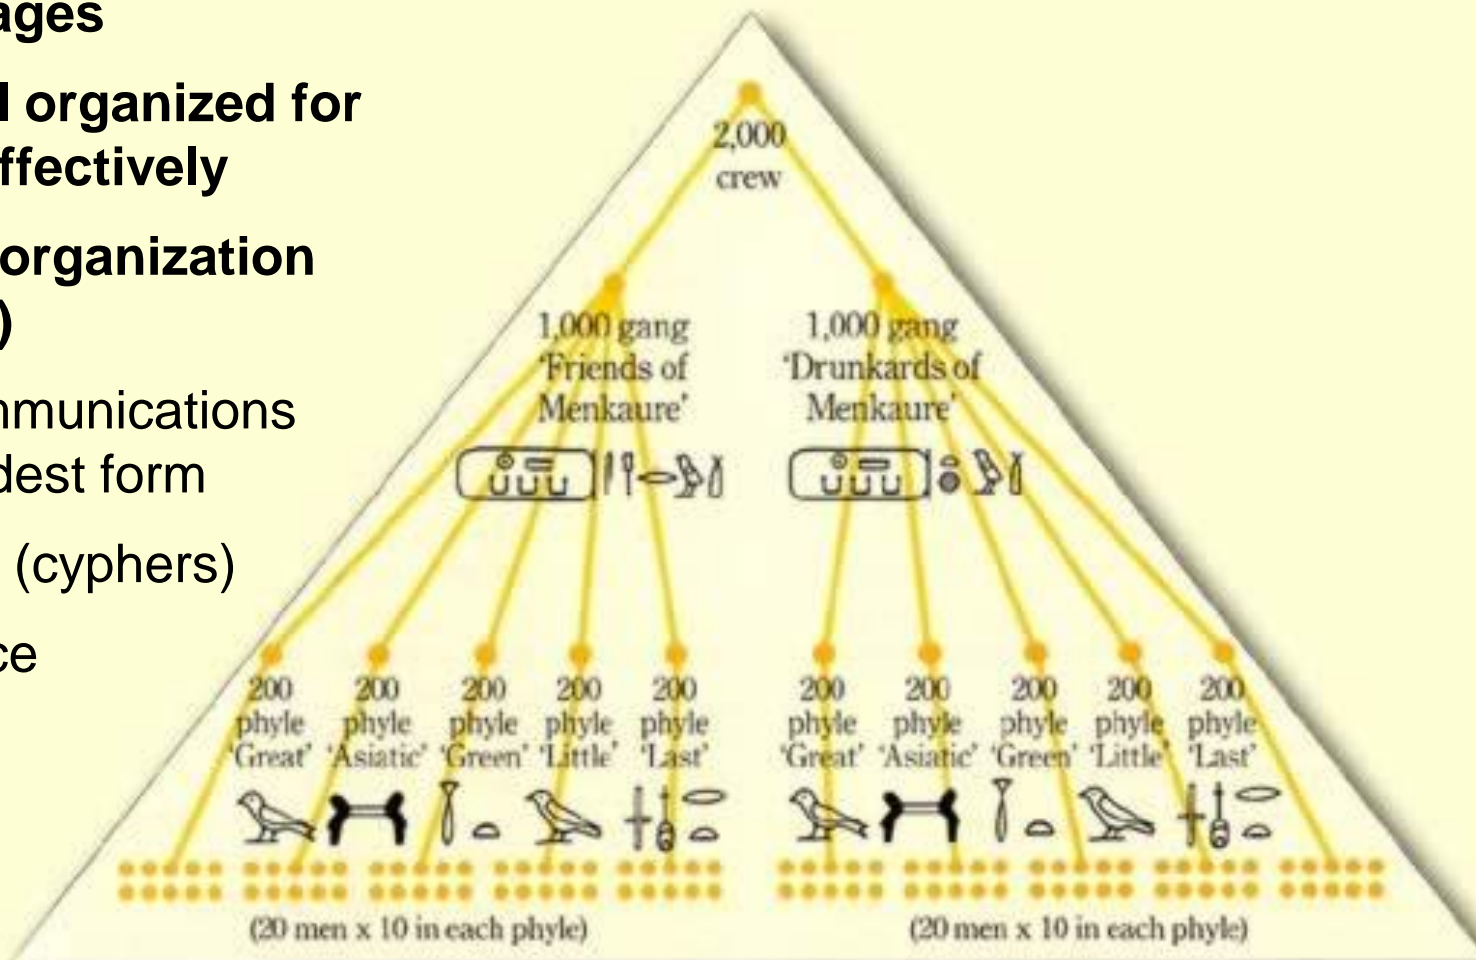 ages
organized for
ffectively
organization
)
mmunications
dest form
(cyphers)
ce
2,000
crew
1,000 gang
'Friends of
Menkaure'
1,000 gang
'Drunkards of
Menkaure'
200
phyle
'Great'
200
phyle
'Asiatic'
200
phyle
'Green'
200
phyle
'Little'
200
phyle
'Last'
200
phyle
'Great'
200
phyle
'Asiatic'
200
phyle
'Green'
200
phyle
'Little'
200
phyle
'Last'
(20 men x 10 in each phyle)
(20 men x 10 in each phyle)